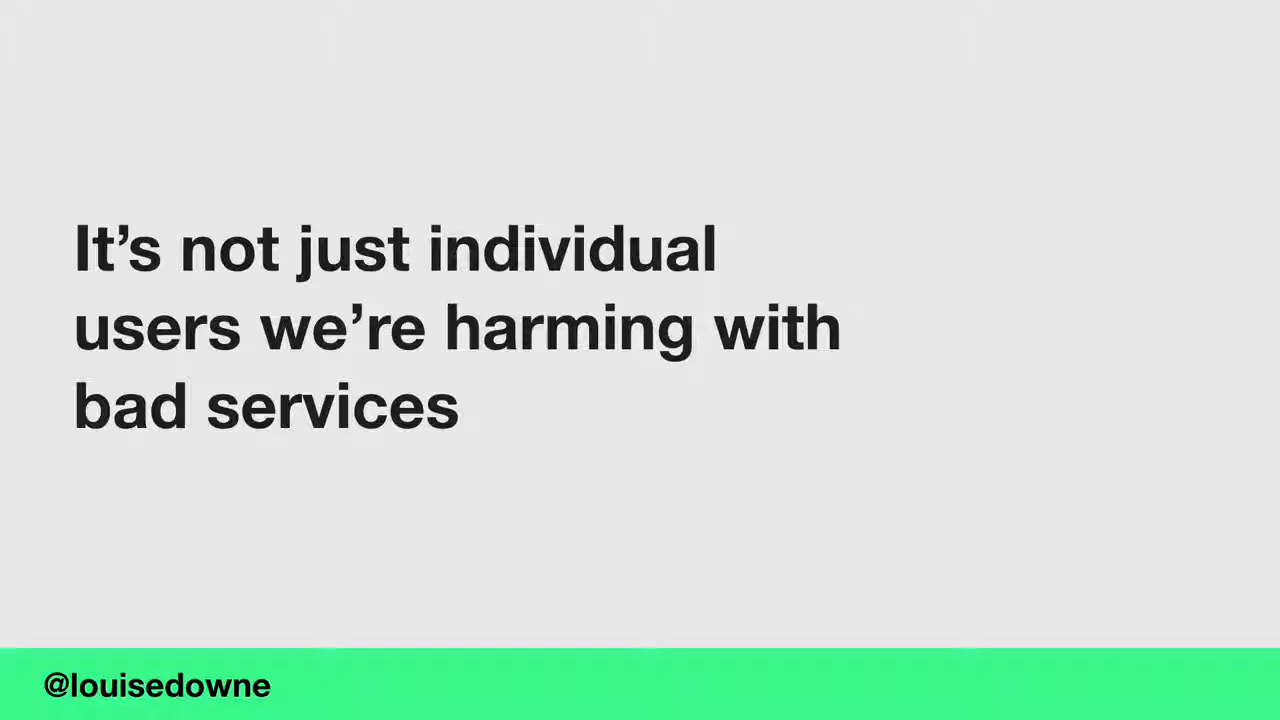 It’s not just individual
users we’re harming with
bad services
@louisedowne